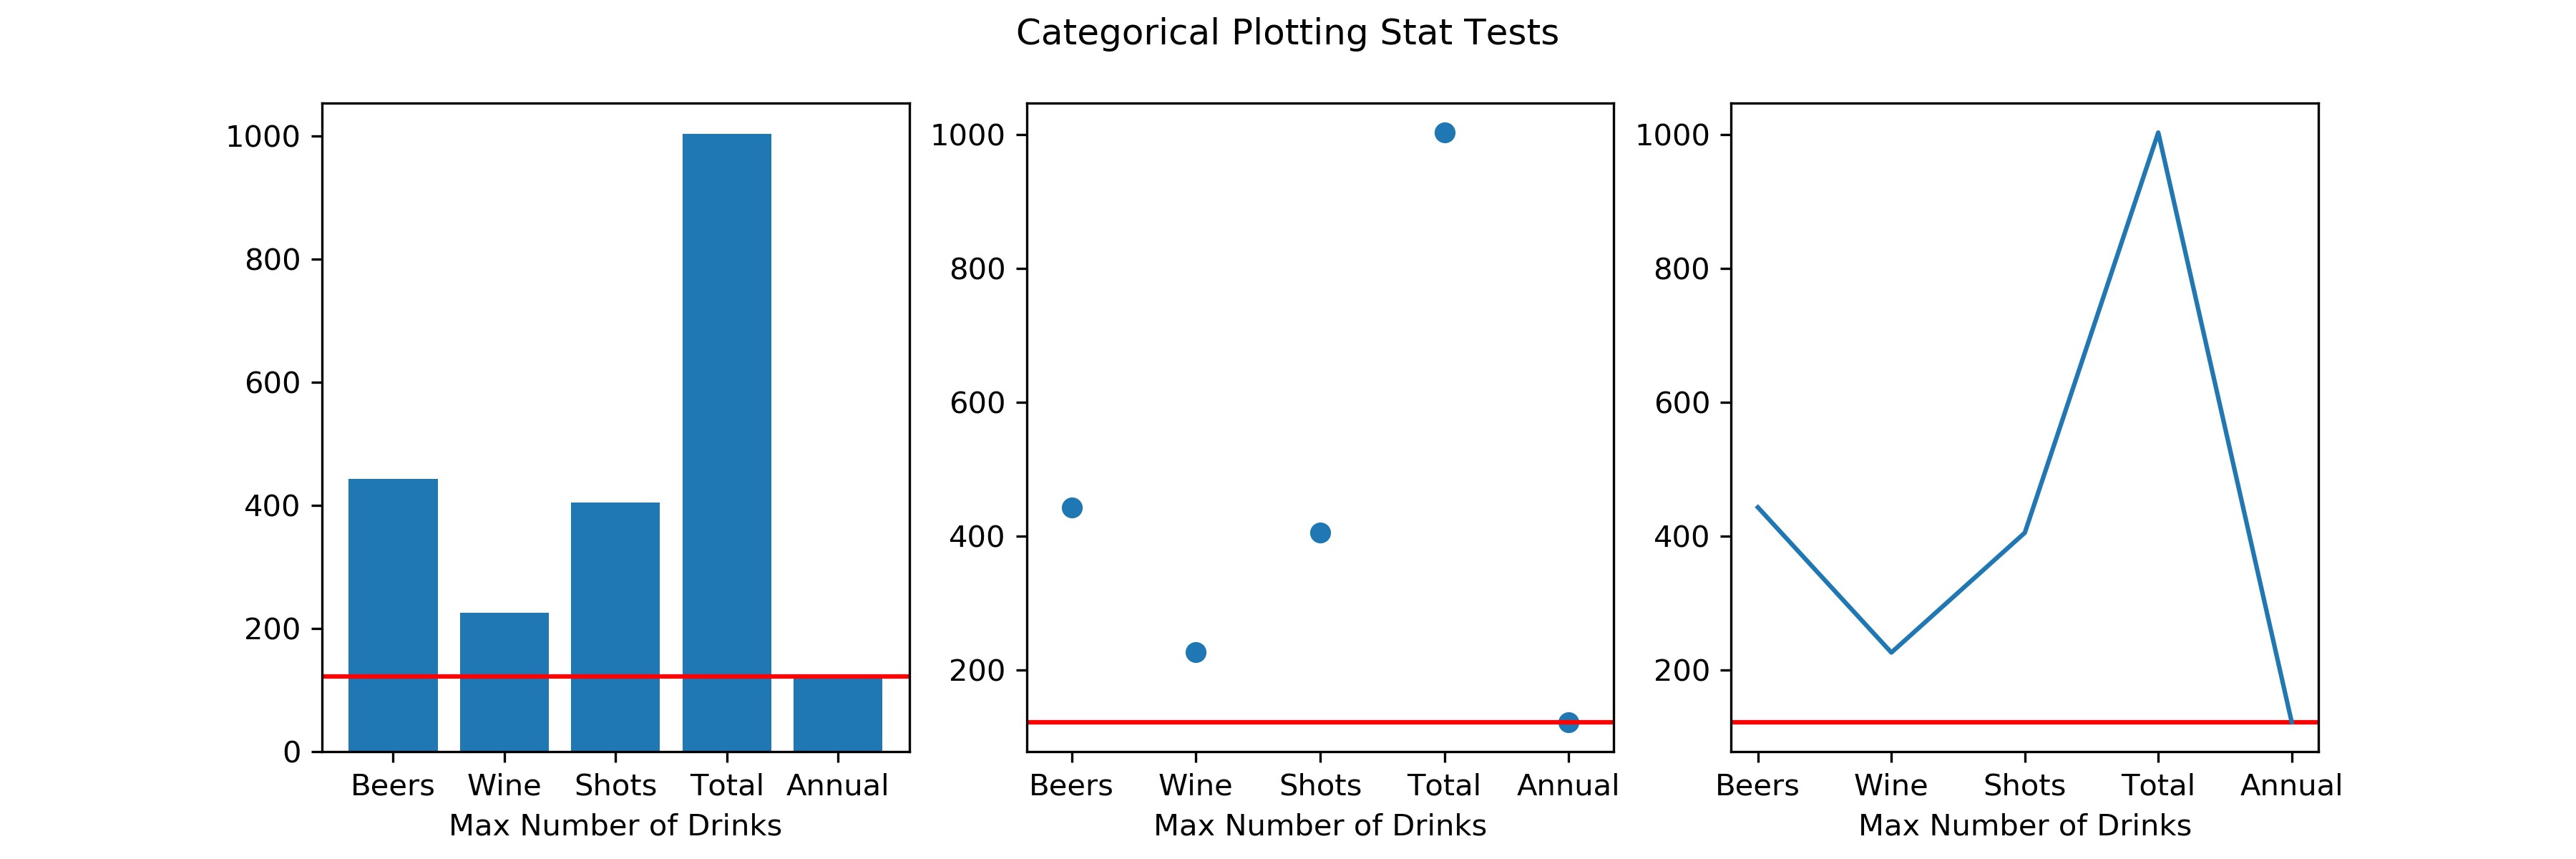 Categorical Plotting Stat Tests
1000
800
600
400
200
0
Beers Wine Shots Total Annual
Max Number of Drinks
1000
800
600
400
200
Beers Wine Shots Total Annual
Max Number of Drinks
1000
800
600
400
200
Beers Wine Shots Total Annual
Max Number of Drinks